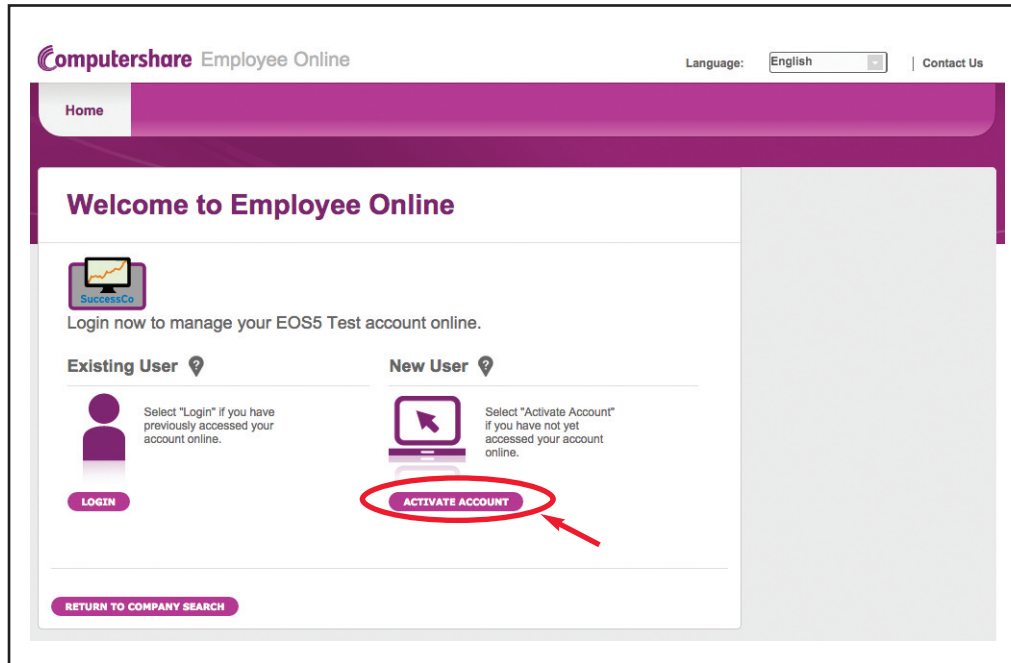 Computershare Employee Online
Language: English | Contact Us
Home
Welcome to Employee Online
SuccessCo
Login now to manage your EOS5 Test account online.
Existing User ?
Select "Login" if you have
previously accessed your
account online.
LOGIN
New User ?
Select "Activate Account"
if you have not yet
accessed your account
online.
ACTIVATE ACCOUNT
RETURN TO COMPANY SEARCH